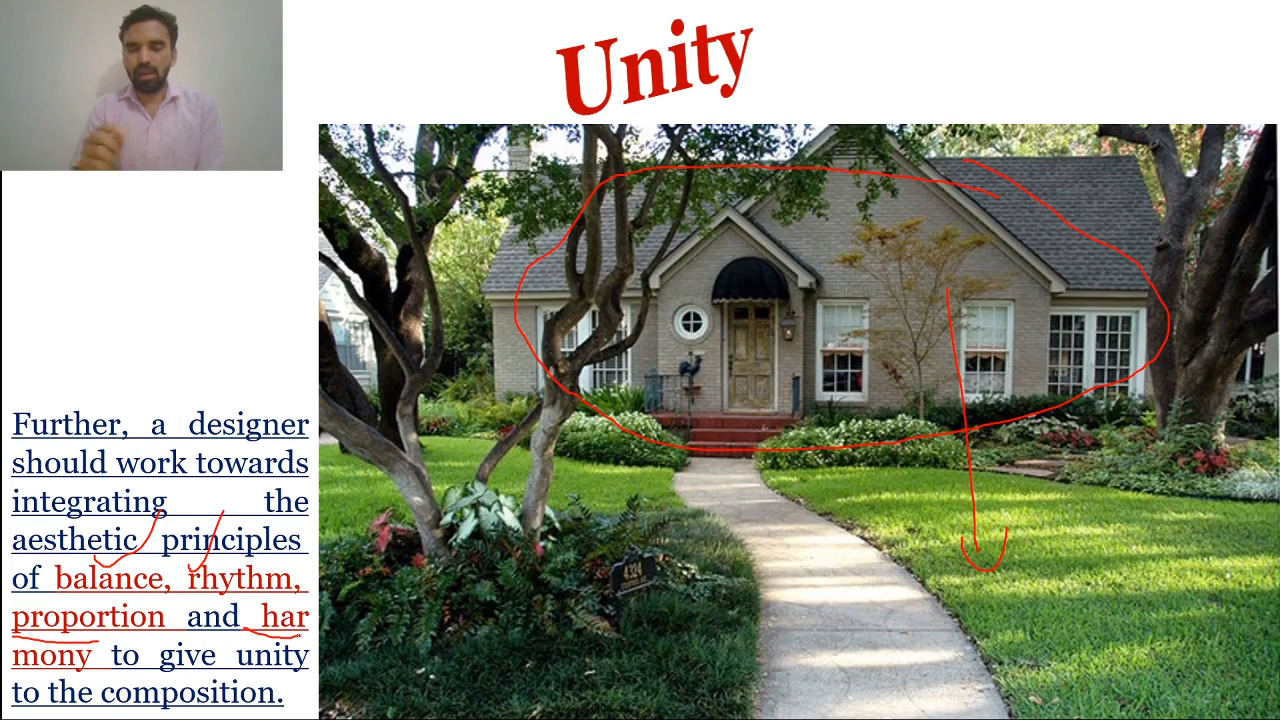 Unity
Further, a designer
should work towards
integrating the
aesthetic principles
of balance, rhythm,
proportion and har
mony to give unity
to the composition.
4324